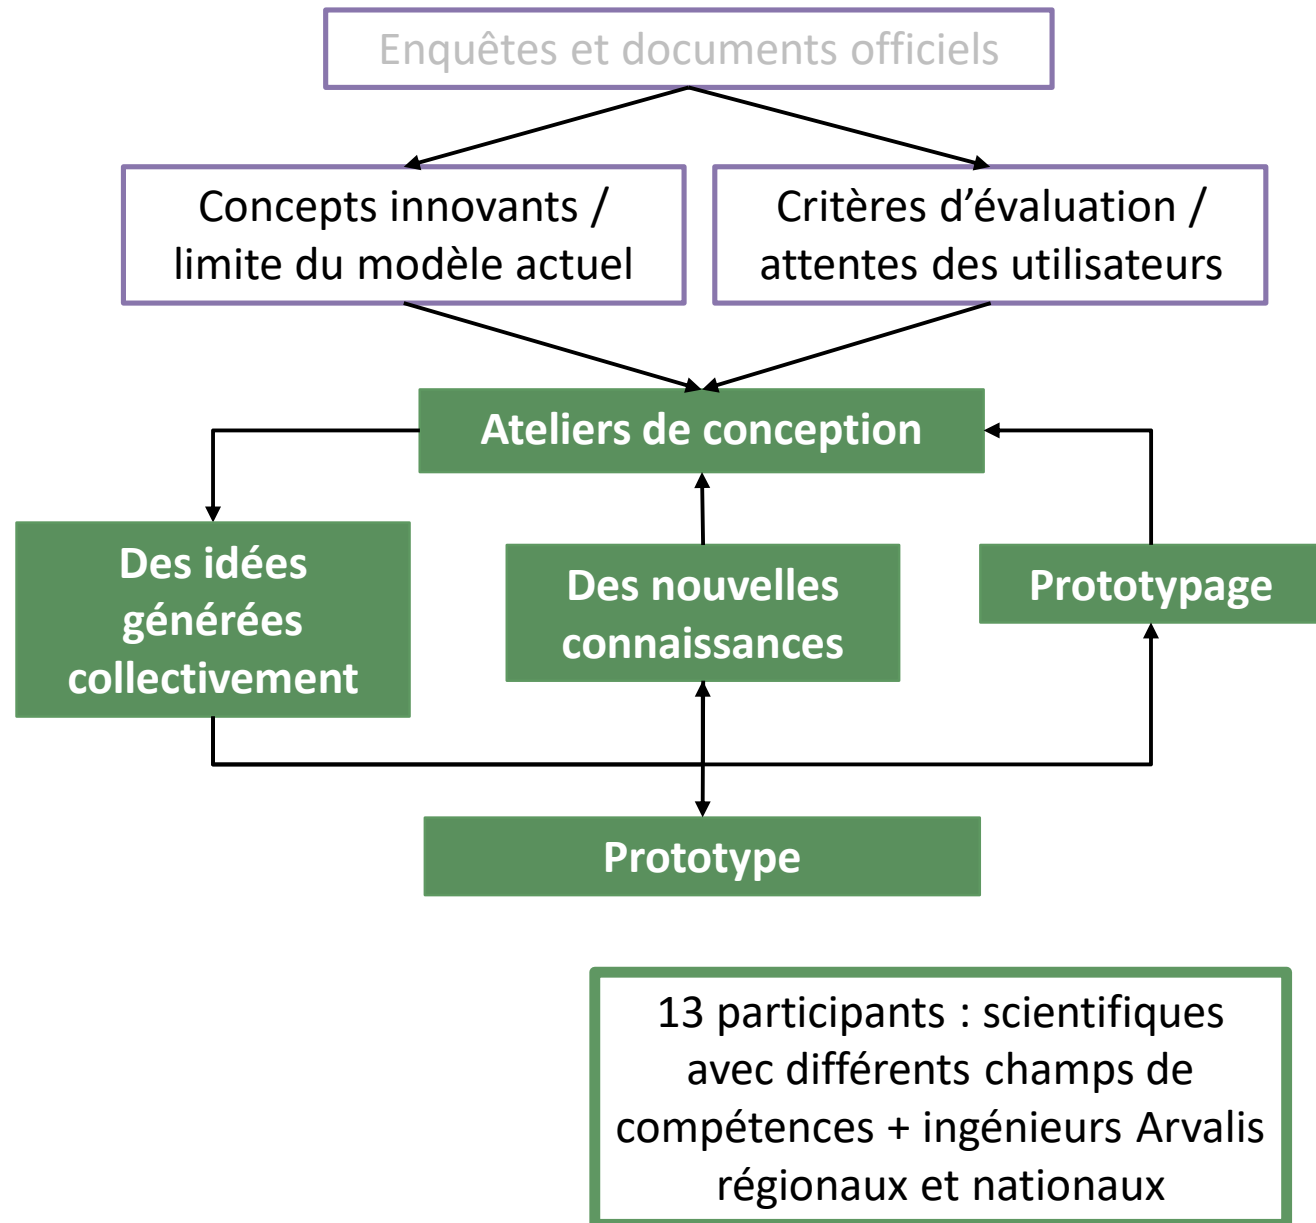 Enquêtes et documents officiels
Concepts innovants /
limite du modèle actuel
Critères d’évaluation /
attentes des utilisateurs
Ateliers de conception
Des idées
générées
collectivement
Des nouvelles
connaissances
Prototypage
Prototype
13 participants : scientifiques
avec différents champs de
compétences + ingénieurs Arvalis
régionaux et nationaux